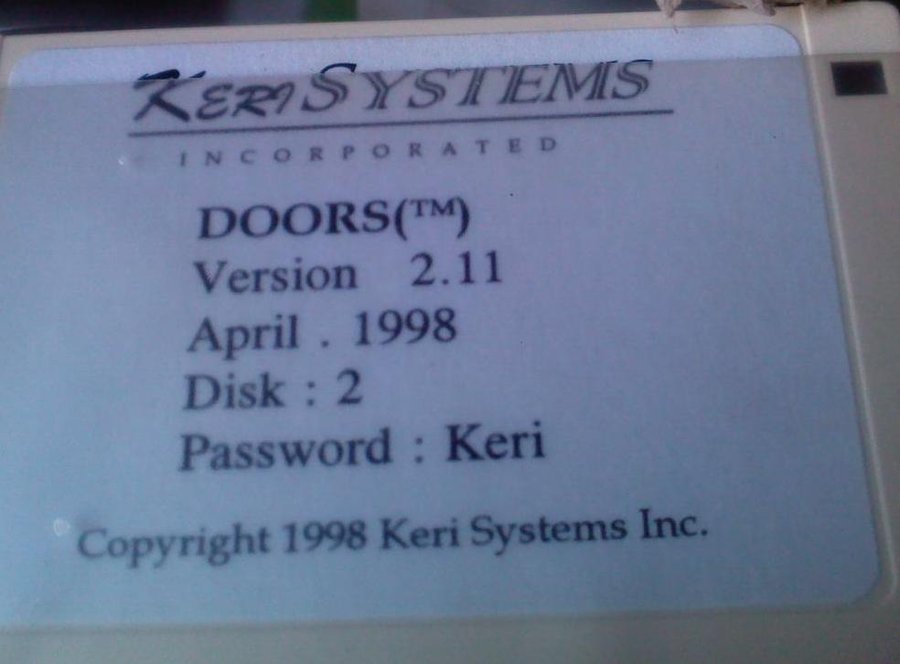 KERI SYSTEMS
INCORPORATED
DOORS(™)
Version 2.11
April . 1998
Disk : 2
Password : Keri
Copyright 1998 Keri Systems Inc.